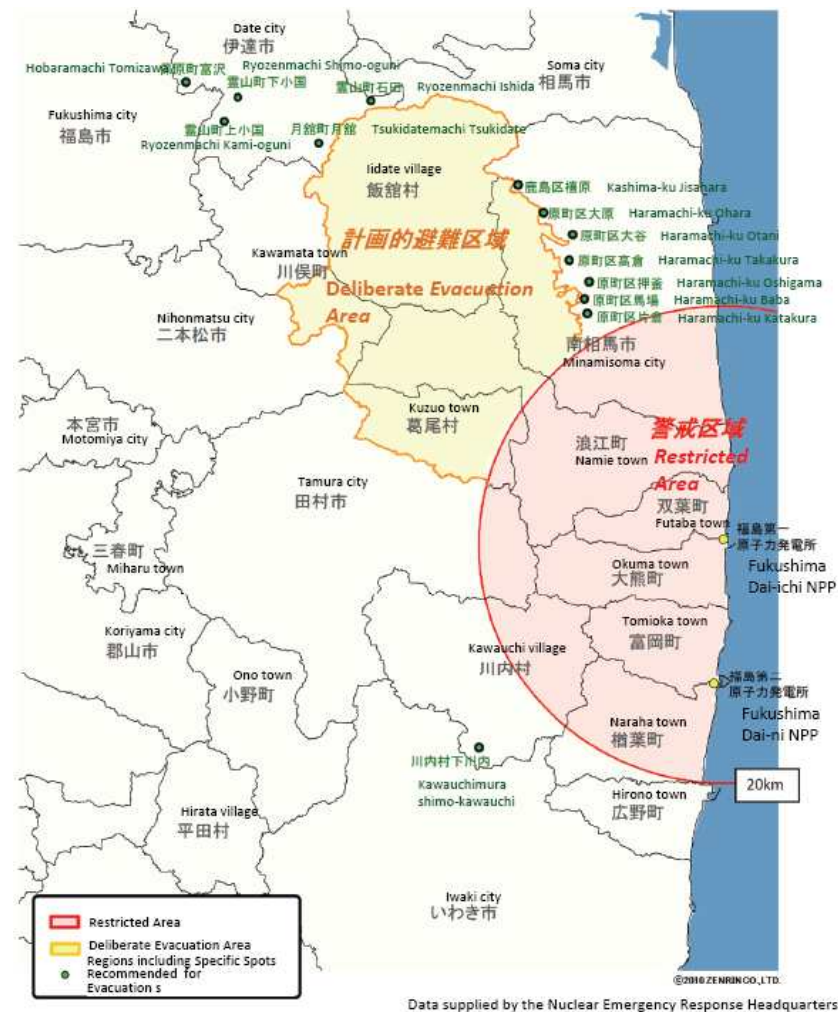 Date city
伊達市
Hobaramachi Tomizawa
Ryozenmachi Shimo-oguni
Soma city
相馬市
原町富沢
霊山町下小国
霊山町石田
Ryozenmachi Ishida
Fukushima city
福島市
霊山町上小国
月舘町月舘
Tsukidatemachi Tsukidate
Ryozenmachi Kami-oguni
Iidate village
飯舘村
鹿島区橲原
Kashima-ku Jisahara
原町区大原
Haramachi-ku Ohara
計画的避難区域
原町区大谷
Haramachi-ku Otani
Kawamata town
川俣町
原町区高倉
Haramachi-ku Takakura
Deliberate Evacuation
Area
原町区押釜
Haramachi-ku Oshigama
原町区馬場
Haramachi-ku Baba
原町区片倉
Haramachi-ku Katakura
Nihonmatsu city
二本松市
南相馬市
Minamisoma city
Kuzuo town
葛尾村
本宮市
Motomiya city
警戒区域
Restricted
Area
浪江町
Namie town
Tamura city
田村市
双葉町
Futaba town
福島第一
原子力発電所
Fukushima
Dai-ichi NPP
三春町
Miharu town
Okuma town
大熊町
Tomioka town
富岡町
Koriyama city
郡山市
Kawauchi village
川内村
Ono town
小野町
福島第二
原子力発電所
Fukushima
Dai-ni NPP
Naraha town
楢葉町
川内村下川内
Kawauchimura
shimo-kawauchi
20km
Hirono town
広野町
Hirata village
平田村
Iwaki city
いわき市
Restricted Area
Deliberate Evacuation Area
Regions including Specific Spots
Recommended for
Evacuation s
©2010 ZENRIN CO., LTD.
Data supplied by the Nuclear Emergency Response Headquarters